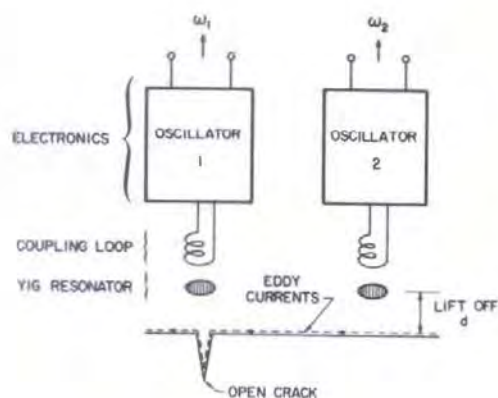 ω₁
ω₂
ELECTRONICS
OSCILLATOR
1
OSCILLATOR
2
COUPLING LOOP
YIG RESONATOR
EDDY
CURRENTS
LIFT OFF
d
OPEN CRACK